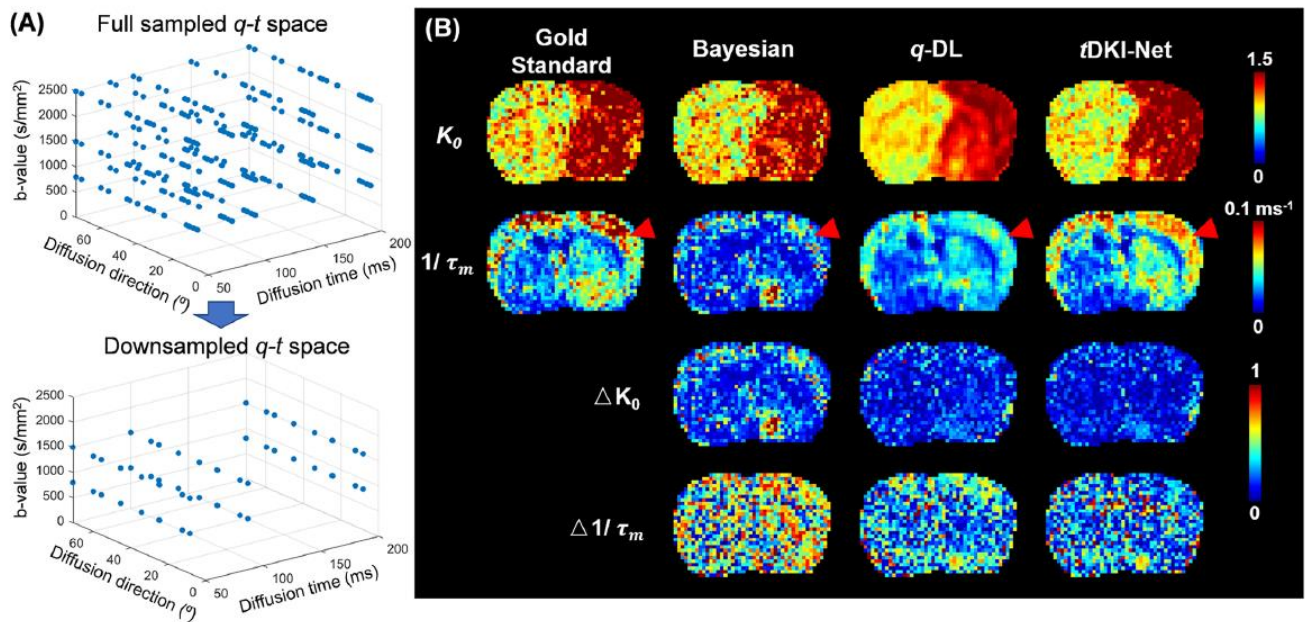 (A)
Full sampled q-t space
b-value (s/mm²)
2500
2000
1500
1000
500
0
Diffusion direction (º)
60
40
20
0
Diffusion time (ms)
50
100
150
200
Downsampled q-t space
b-value (s/mm²)
2500
2000
1500
1000
500
0
Diffusion direction (º)
60
40
20
0
Diffusion time (ms)
50
100
150
200
(B)
Gold
Standard
Bayesian
q-DL
tDKI-Net
K₀
1.5
0
1/ τₘ
0.1 ms⁻¹
0
△K₀
△1/ τₘ
1
0